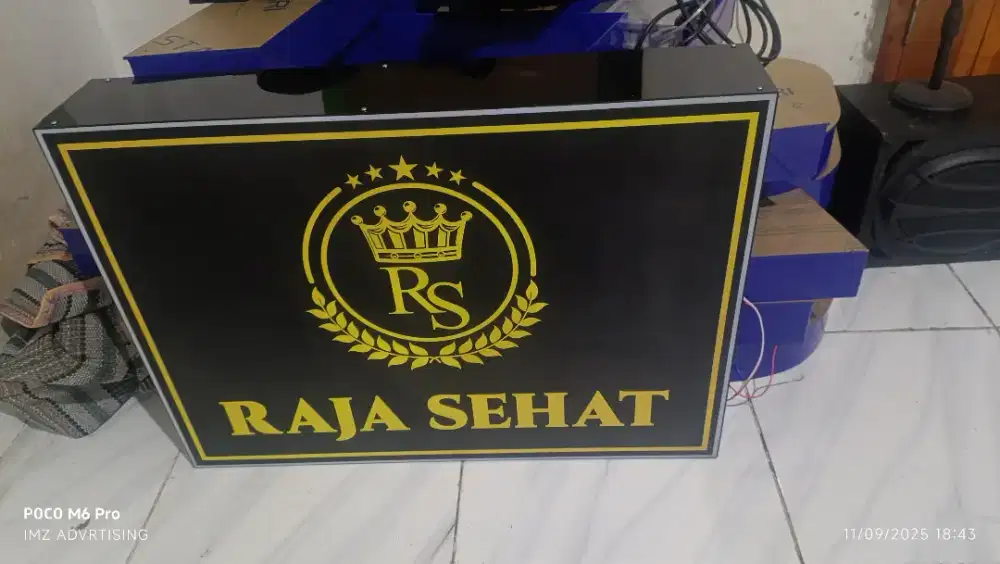 RS
RAJA SEHAT
POCO M6 Pro
IMZ ADVRTISING
11/09/2025 18:43